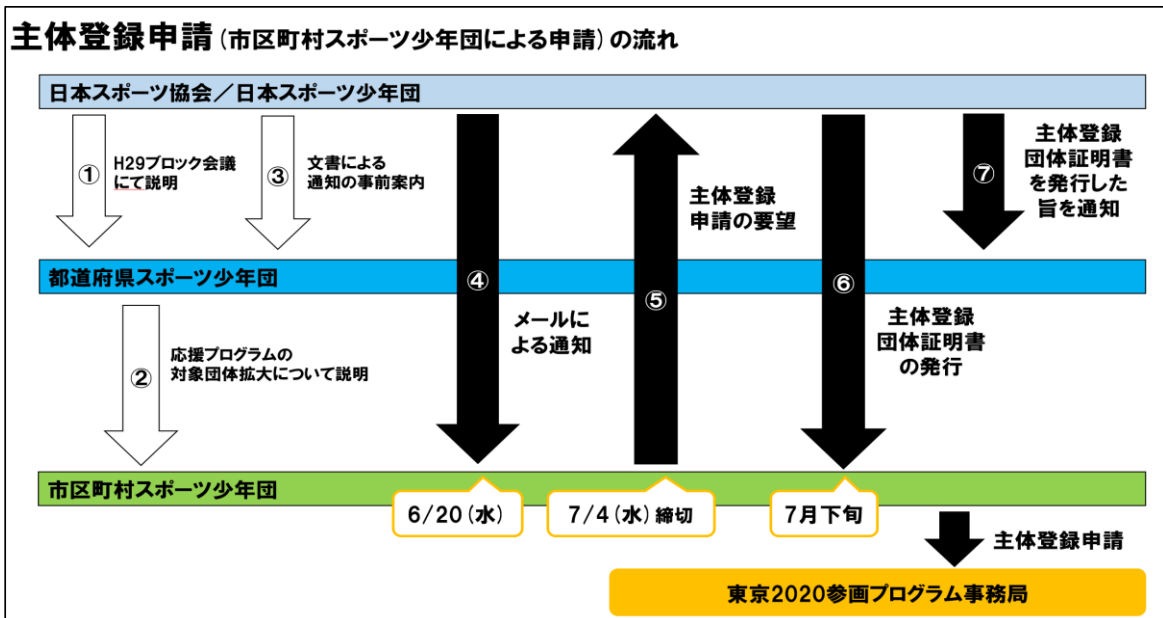 主体登録申請(市区町村スポーツ少年団による申請)の流れ
日本スポーツ協会/日本スポーツ少年団
①
H29ブロック会議
にて説明
③
文書による
通知の事前案内
主体登録
申請の要望
⑦
主体登録
団体証明書
を発行した
旨を通知
都道府県スポーツ少年団
②
応援プログラムの
対象団体拡大について説明
④
メールに
よる通知
⑤
⑥
主体登録
団体証明書
の発行
市区町村スポーツ少年団
6/20(水)
7/4(水)締切
7月下旬
主体登録申請
東京2020参画プログラム事務局